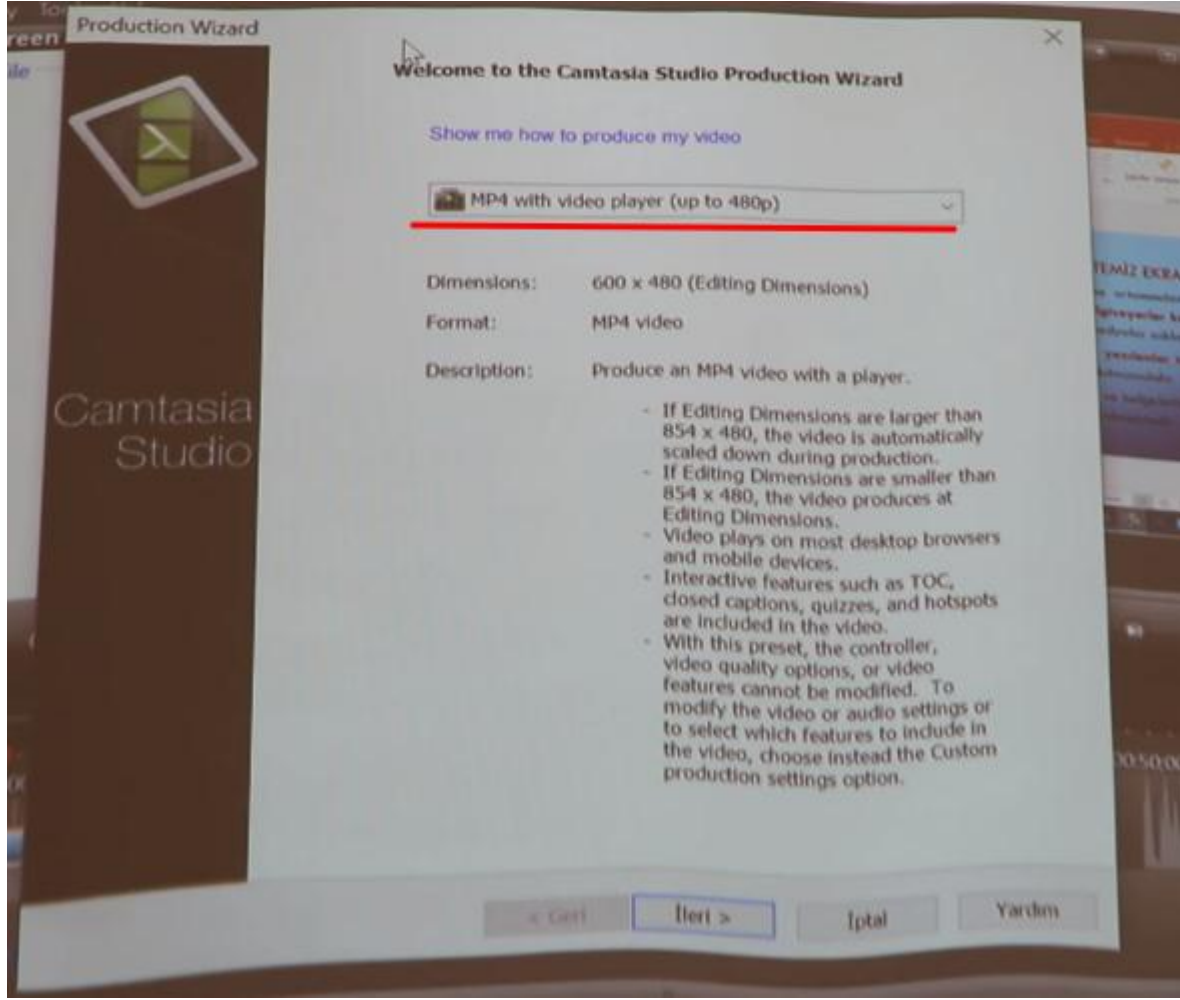 Production Wizard
reen
Welcome to the Camtasia Studio Production Wizard
Show me how to produce my video
MP4 with video player (up to 480p)
Dimensions: 600 x 480 (Editing Dimensions)
Format: MP4 video
Description: Produce an MP4 video with a player.
- If Editing Dimensions are larger than
854 x 480, the video is automatically
scaled down during production.
- If Editing Dimensions are smaller than
854 x 480, the video produces at
Editing Dimensions.
- Video plays on most desktop browsers
and mobile devices.
- Interactive features such as TOC,
closed captions, quizzes, and hotspots
are included in the video.
- With this preset, the controller,
video quality options, or video
features cannot be modified. To
modify the video or audio settings or
to select which features to include in
the video, choose instead the Custom
production settings option.
Camtasia
Studio
TEMİZ EKRA
< Geri
İleri >
İptal
Yardım